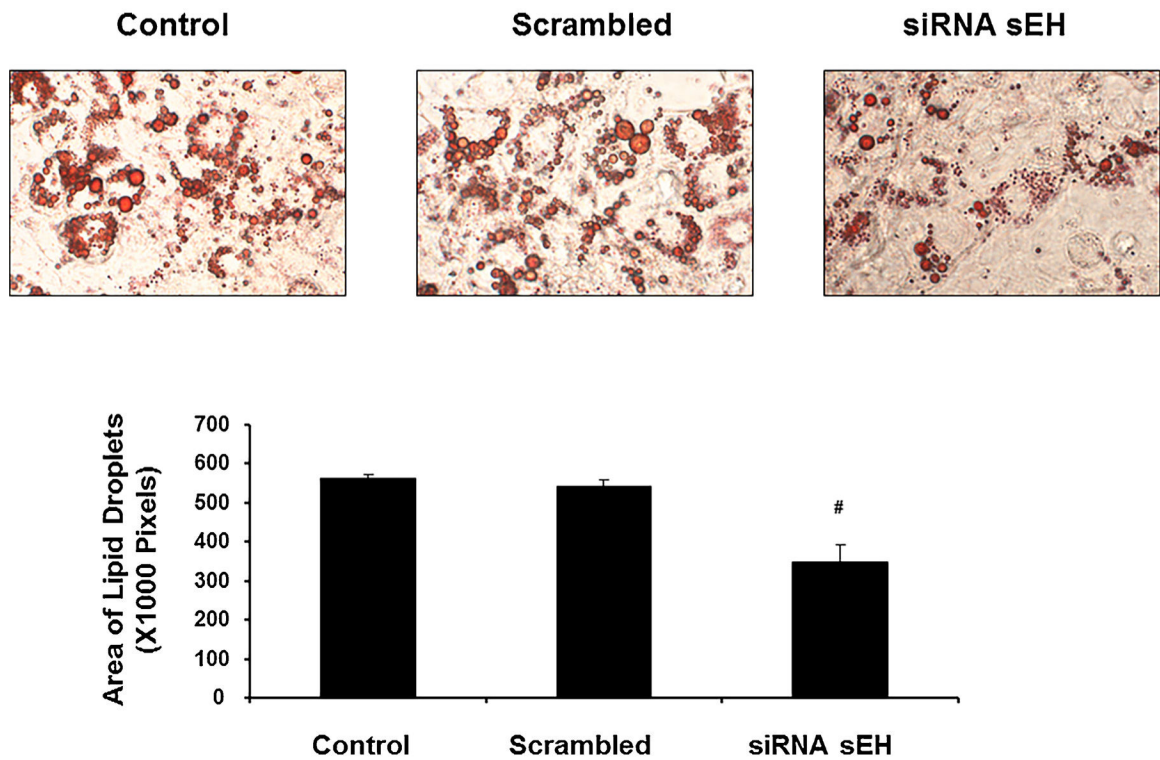 Control
Scrambled
siRNA sEH
Area of Lipid Droplets
(X1000 Pixels)
700
600
500
400
300
200
100
0
#
Control
Scrambled
siRNA sEH